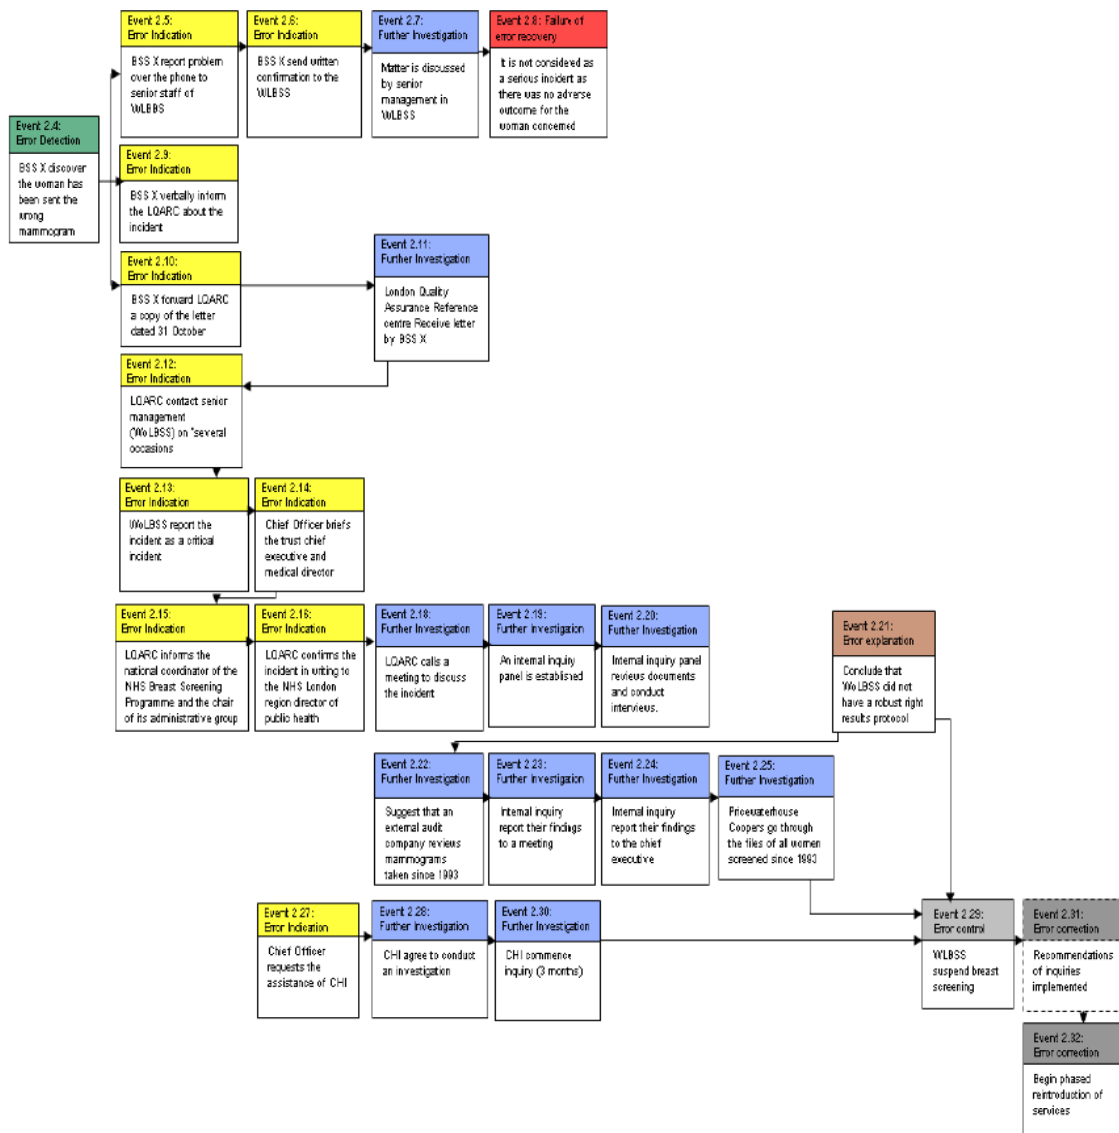 Event 2.5:
Error Indication
BSS X report problem
over the phone to
senior staff of
WLBBS
Event 2.6:
Error Indication
BSS X send written
confirmation to the
WLBSS
Event 2.7:
Further Investigation
Matter is discussed
by senior
management in
WLBSS
Event 2.8: Failure of
error recovery
It is not considered as
a serious incident as
there was no adverse
outcome for the
woman concerned
Event 2.4:
Error Detection
BSS X discover
the woman has
been sent the
wrong
mammogram
Event 2.9:
Error Indication
BSS X verbally inform
the LQARC about the
incident
Event 2.10:
Error Indication
BSS X forward LQARC
a copy of the letter
dated 31 October
Event 2.11:
Further Investigation
London Quality
Assurance Reference
centre Receive letter
by BSS X
Event 2.12:
Error Indication
LQARC contact senior
management
(WoLBSS) on "several
occasions
Event 2.13:
Error Indication
WoLBSS report the
incident as a critical
incident
Event 2.14:
Error Indication
Chief Officer briefs
the trust chief
executive and
medical director
Event 2.15:
Error Indication
LQARC informs the
national coordinator of the
NHS Breast Screening
Programme and the chair
of its administrative group
Event 2.16:
Error Indication
LQARC confirms the
incident in writing to
the NHS London
region director of
public health
Event 2.18:
Further Investigation
LQARC calls a
meeting to discuss
the incident
Event 2.19:
Further Investigation
An internal inquiry
panel is established
Event 2.20:
Further Investigation
Internal inquiry panel
reviews documents
and conduct
interviews.
Event 2.21:
Error explanation
Conclude that
WoLBSS did not
have a robust right
results protocol
Event 2.22:
Further Investigation
Suggest that an
external audit
company reviews
mammograms
taken since 1993
Event 2.23:
Further Investigation
Internal inquiry
report their findings
to a meeting
Event 2.24:
Further Investigation
Internal inquiry
report their findings
to the chief
executive
Event 2.25:
Further Investigation
Pricewaterhouse
Coopers go through
the files of all women
screened since 1993
Event 2.27:
Error Indication
Chief Officer
requests the
assistance of CHI
Event 2.28:
Further Investigation
CHI agree to conduct
an investigation
Event 2.30:
Further Investigation
CHI commence
inquiry (3 months)
Event 2.29:
Error control
WLBSS
suspend breast
screening
Event 2.31:
Error correction
Recommendations
of inquiries
implemented
Event 2.32:
Error correction
Begin phased
reintroduction of
services